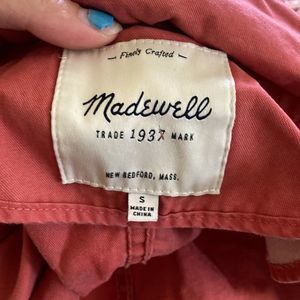 — Finely Crafted —
Madewell
TRADE 1937 MARK
NEW BEDFORD, MASS.
S
MADE IN
CHINA